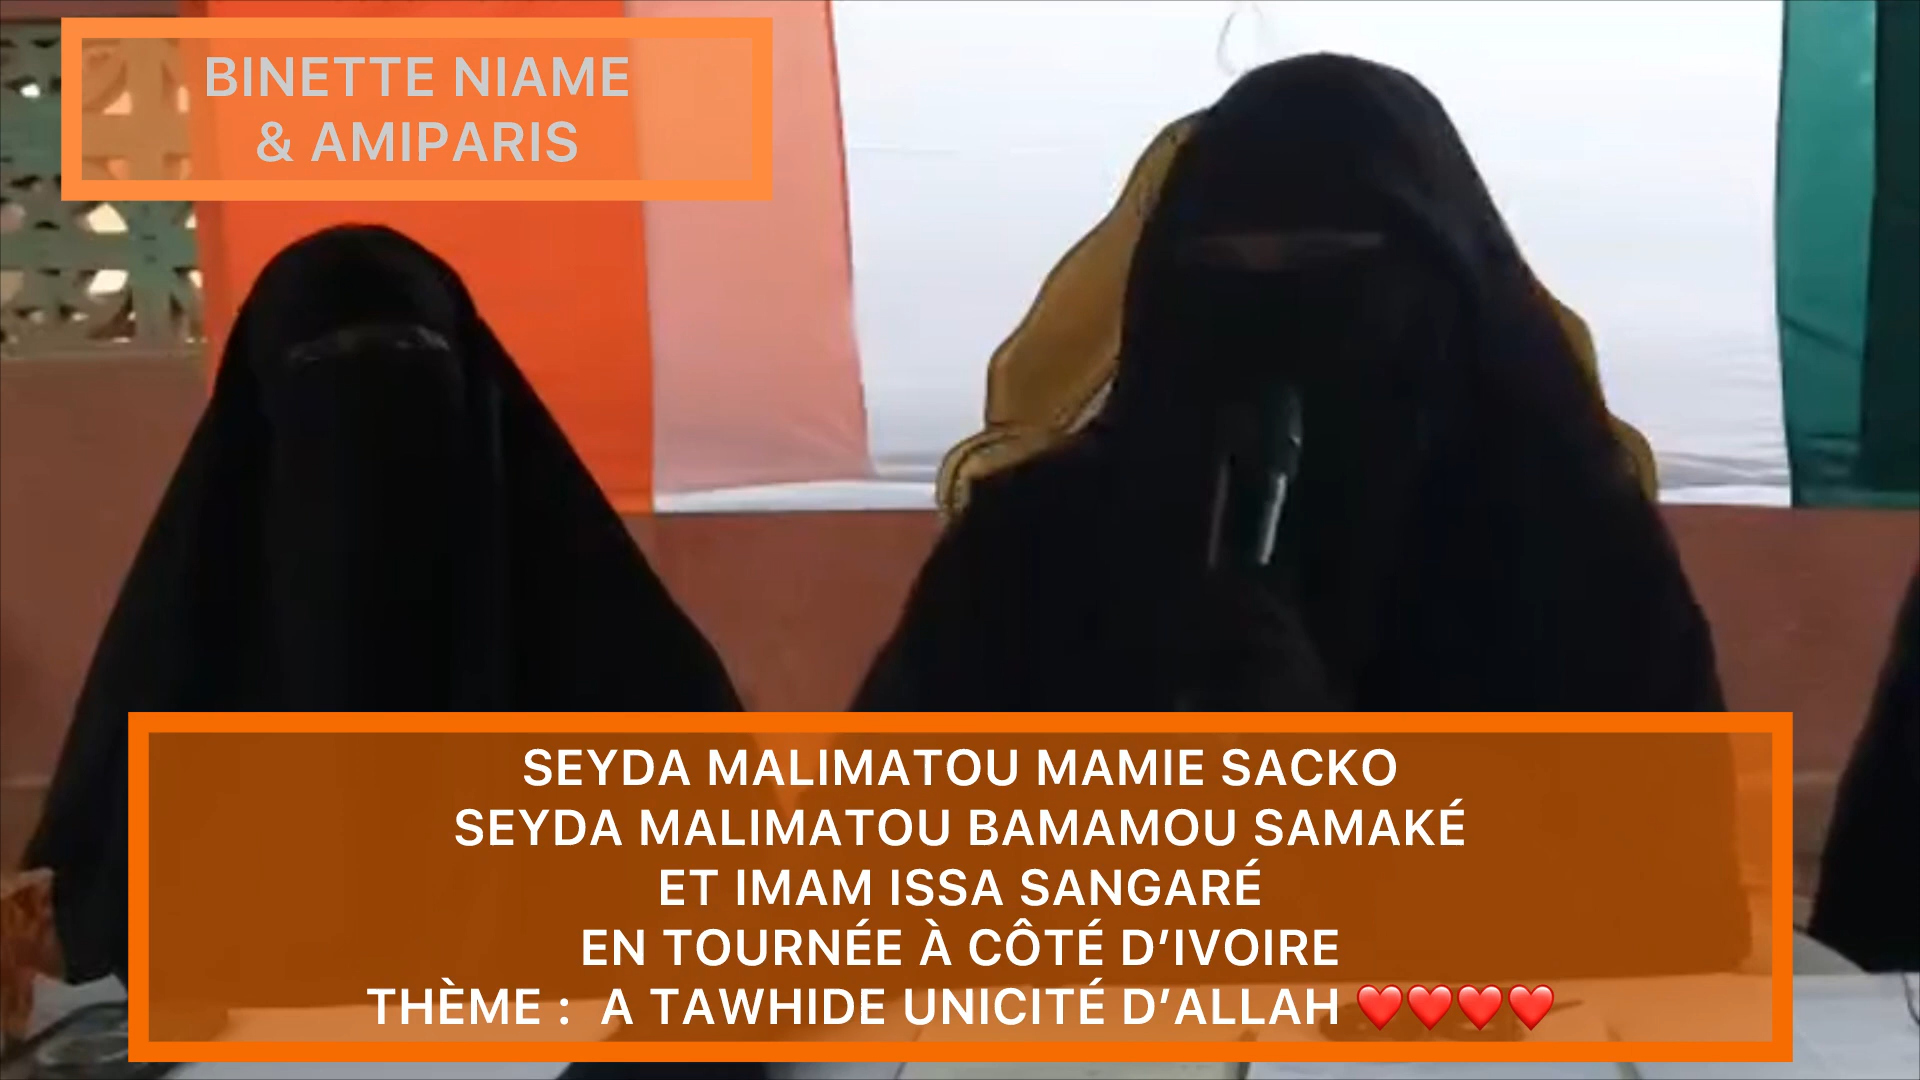 BINETTE NIAME
& AMIPARIS
SEYDA MALIMATOU MAMIE SACKO
SEYDA MALIMATOU BAMAMOU SAMAKÉ
ET IMAM ISSA SANGARÉ
EN TOURNÉE À CÔTÉ D’IVOIRE
THÈME : A TAWHIDE UNICITÉ D’ALLAH ❤️❤️❤️❤️